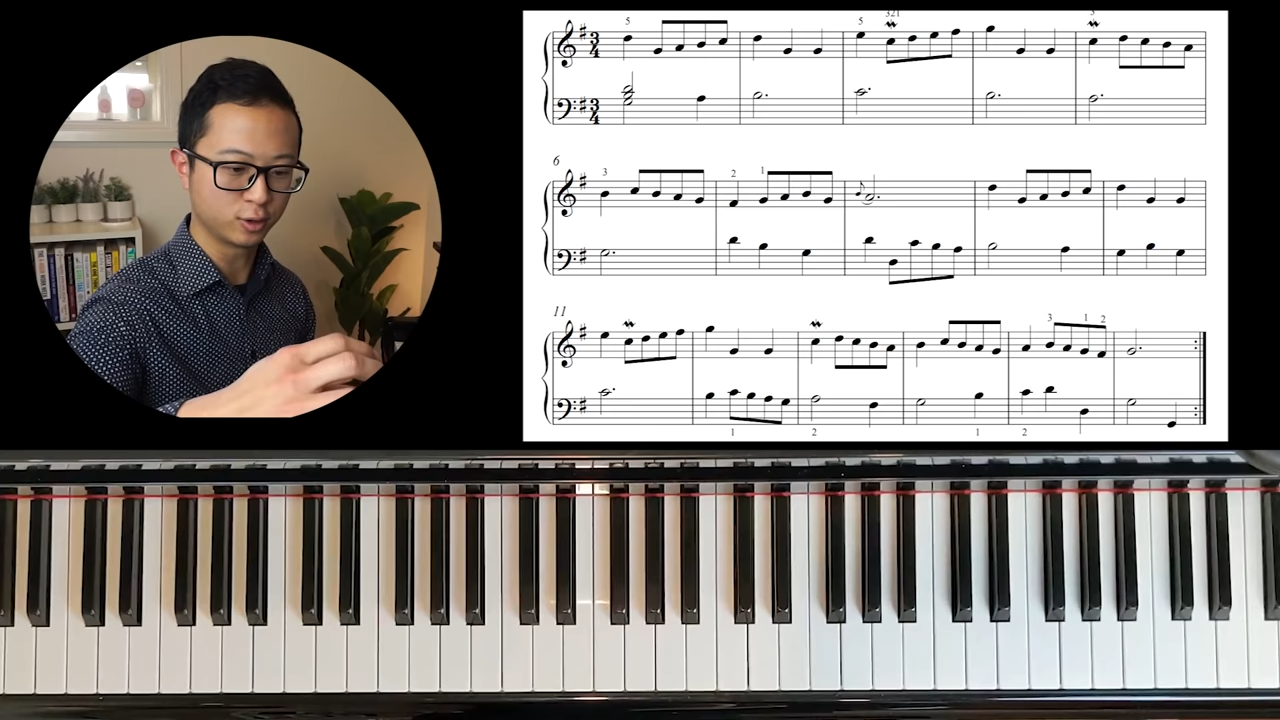 5 5 321 3
3 3
4 4
6
3 2 1
11
3 1 2
1 2 1 2